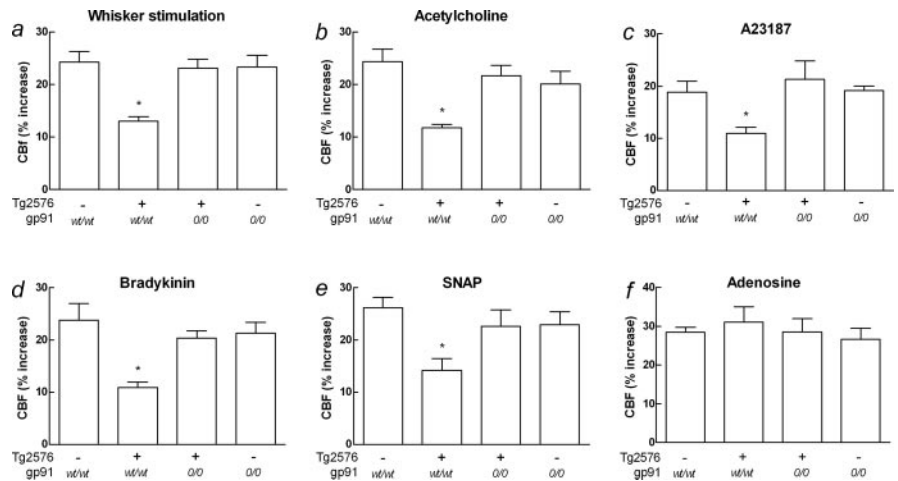 a Whisker stimulation
30
20
10
0
CBf (% increase)
*
Tg2576 - + + -
gp91 wt/wt wt/wt 0/0 0/0
b Acetylcholine
30
20
10
0
CBF (% increase)
*
- + + -
wt/wt wt/wt 0/0 0/0
c A23187
30
20
10
0
CBF (% increase)
*
Tg2576 - + + -
gp91 wt/wt wt/wt 0/0 0/0
d Bradykinin
30
20
10
0
CBF (% increase)
*
Tg2576 - + + -
gp91 wt/wt wt/wt 0/0 0/0
e SNAP
30
20
10
0
CBF (% increase)
*
Tg2576 - + + -
gp91 wt/wt wt/wt 0/0 0/0
f Adenosine
40
30
20
10
0
CBF (% increase)
Tg2576 - + + -
gp91 wt/wt wt/wt 0/0 0/0